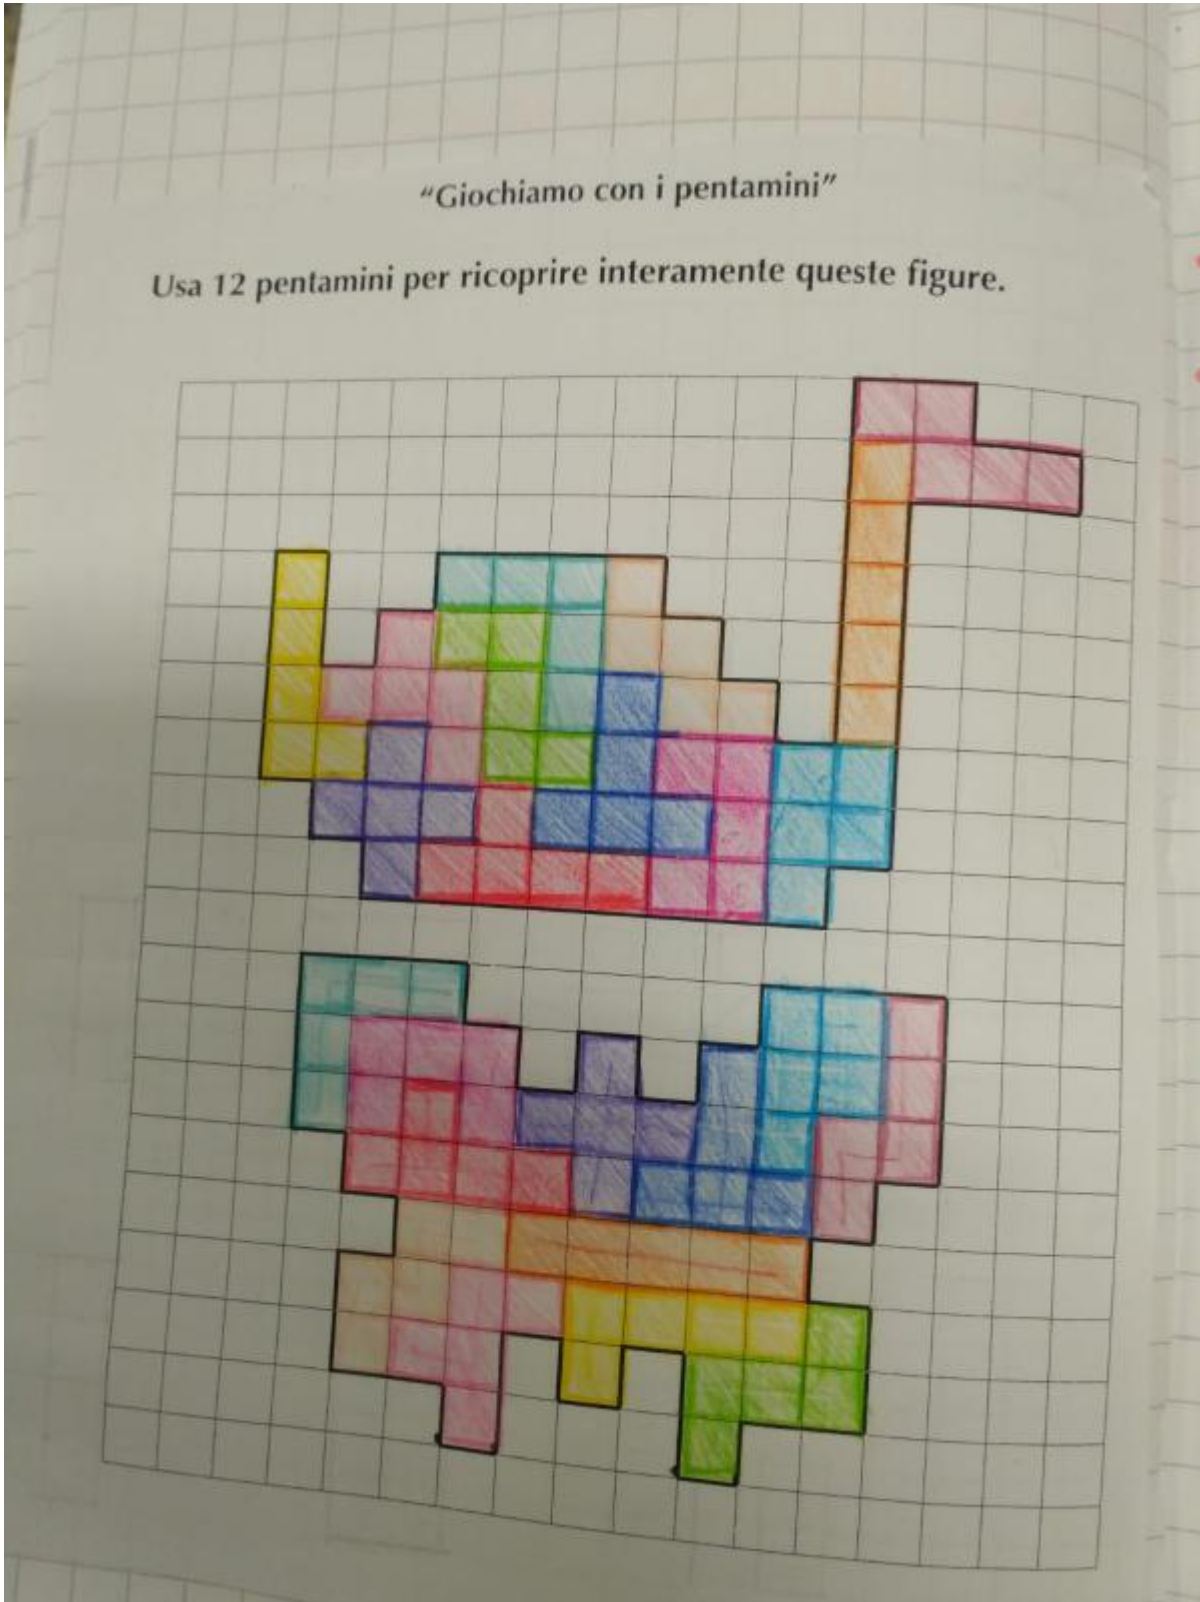 “Giochiamo con i pentamini”
Usa 12 pentamini per ricoprire interamente queste figure.